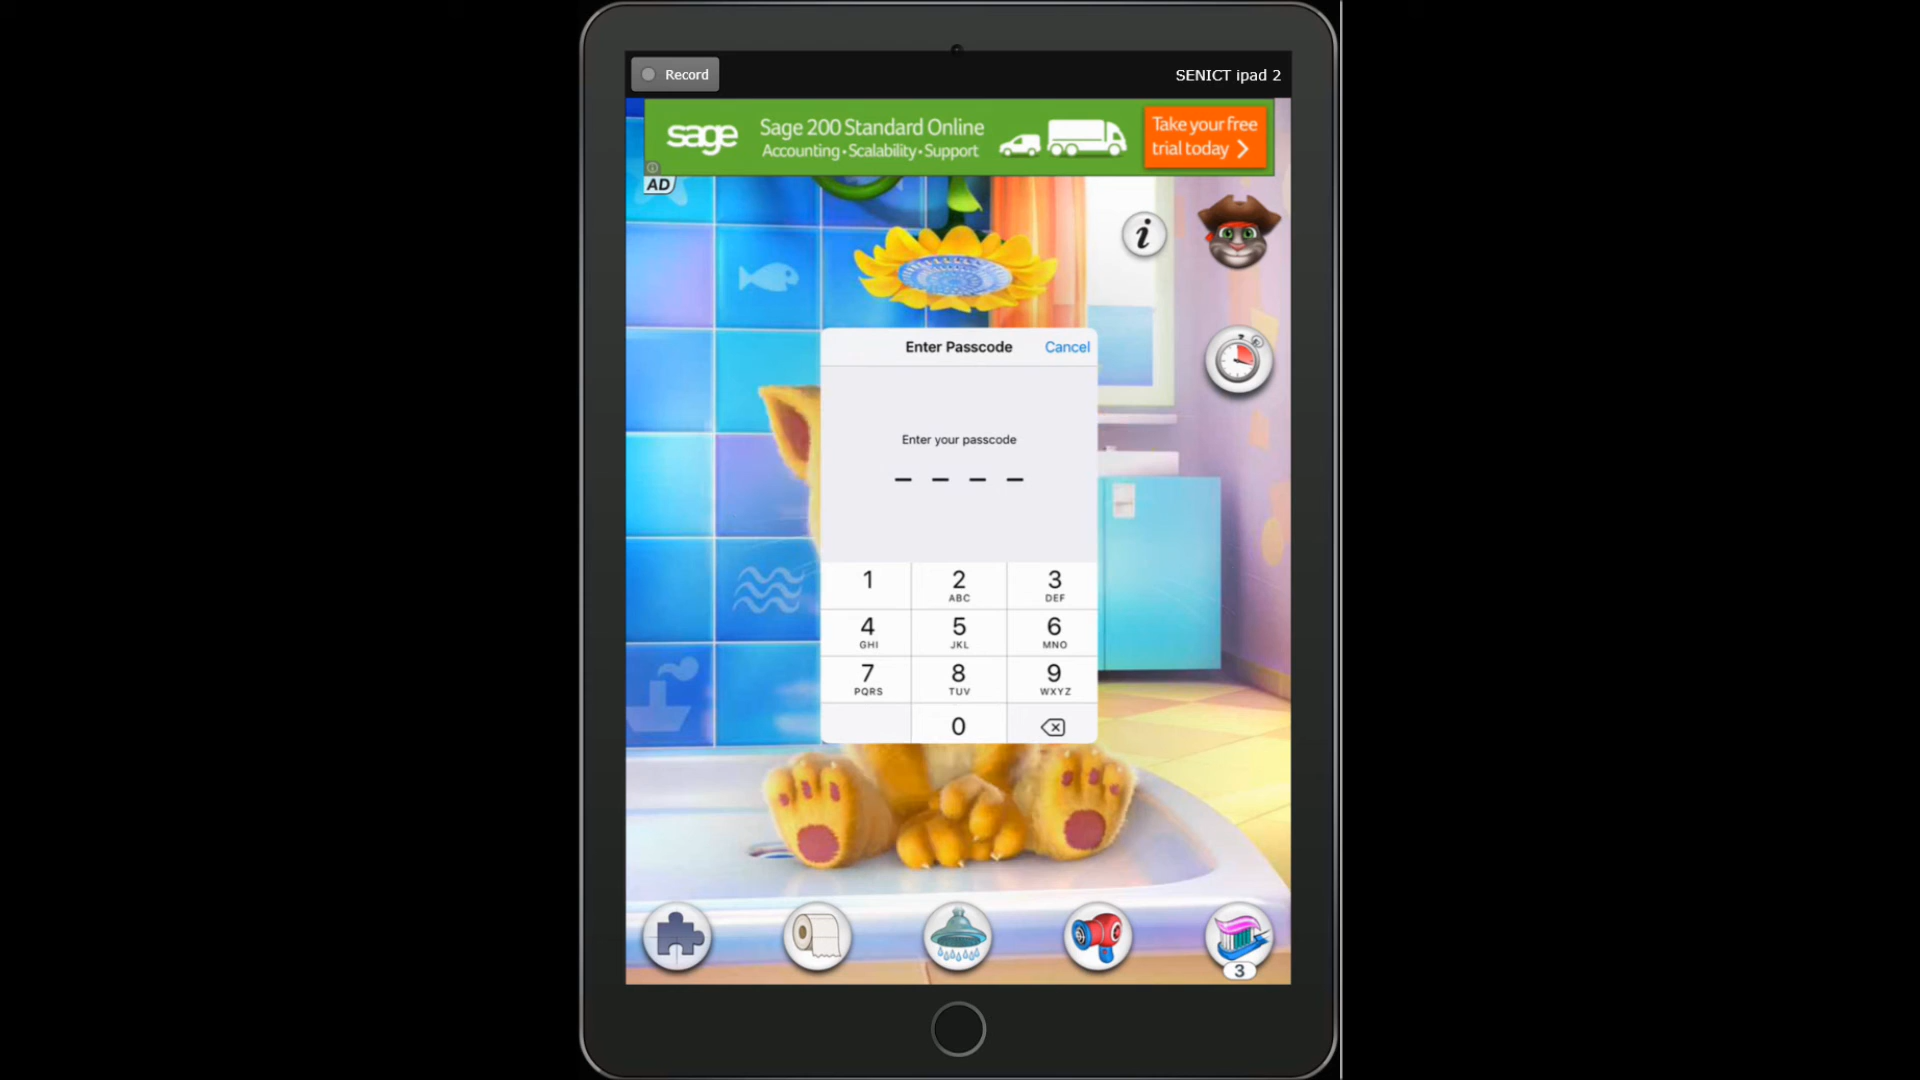 Record
SENICT ipad 2
sage
Sage 200 Standard Online
Accounting•Scalability•Support
Take your free
trial today >
AD
i
Enter Passcode
Cancel
Enter your passcode
1
2
3
ABC
DEF
4
5
6
GHI
JKL
MNO
7
8
9
PQRS
TUV
WXYZ
0
3